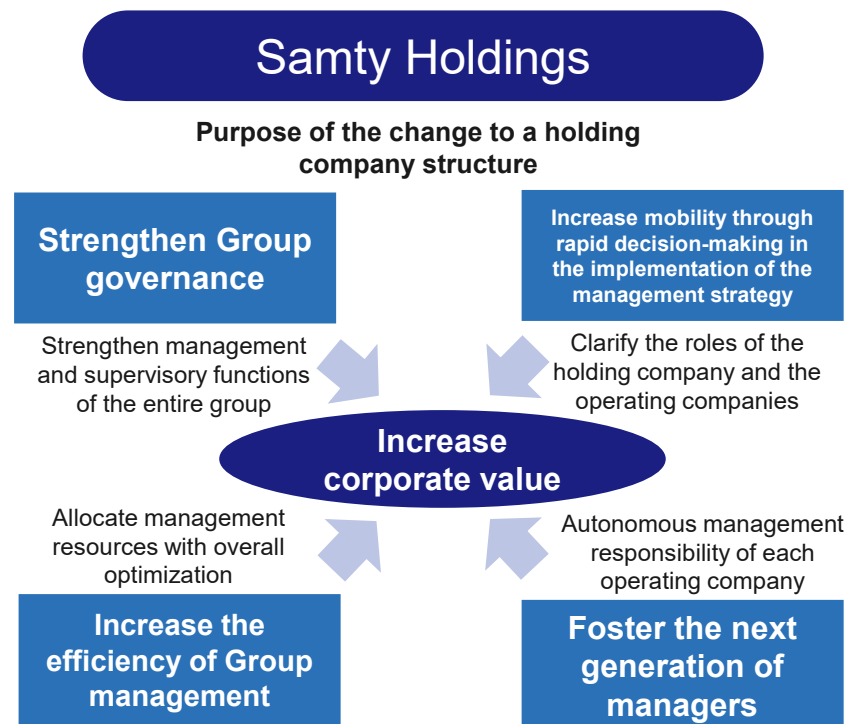 Samty Holdings
Purpose of the change to a holding
company structure
Strengthen Group
governance
Strengthen management
and supervisory functions
of the entire group
Increase mobility through
rapid decision-making in
the implementation of the
management strategy
Clarify the roles of the
holding company and the
operating companies
Increase
corporate value
Allocate management
resources with overall
optimization
Increase the
efficiency of Group
management
Autonomous management
responsibility of each
operating company
Foster the next
generation of
managers